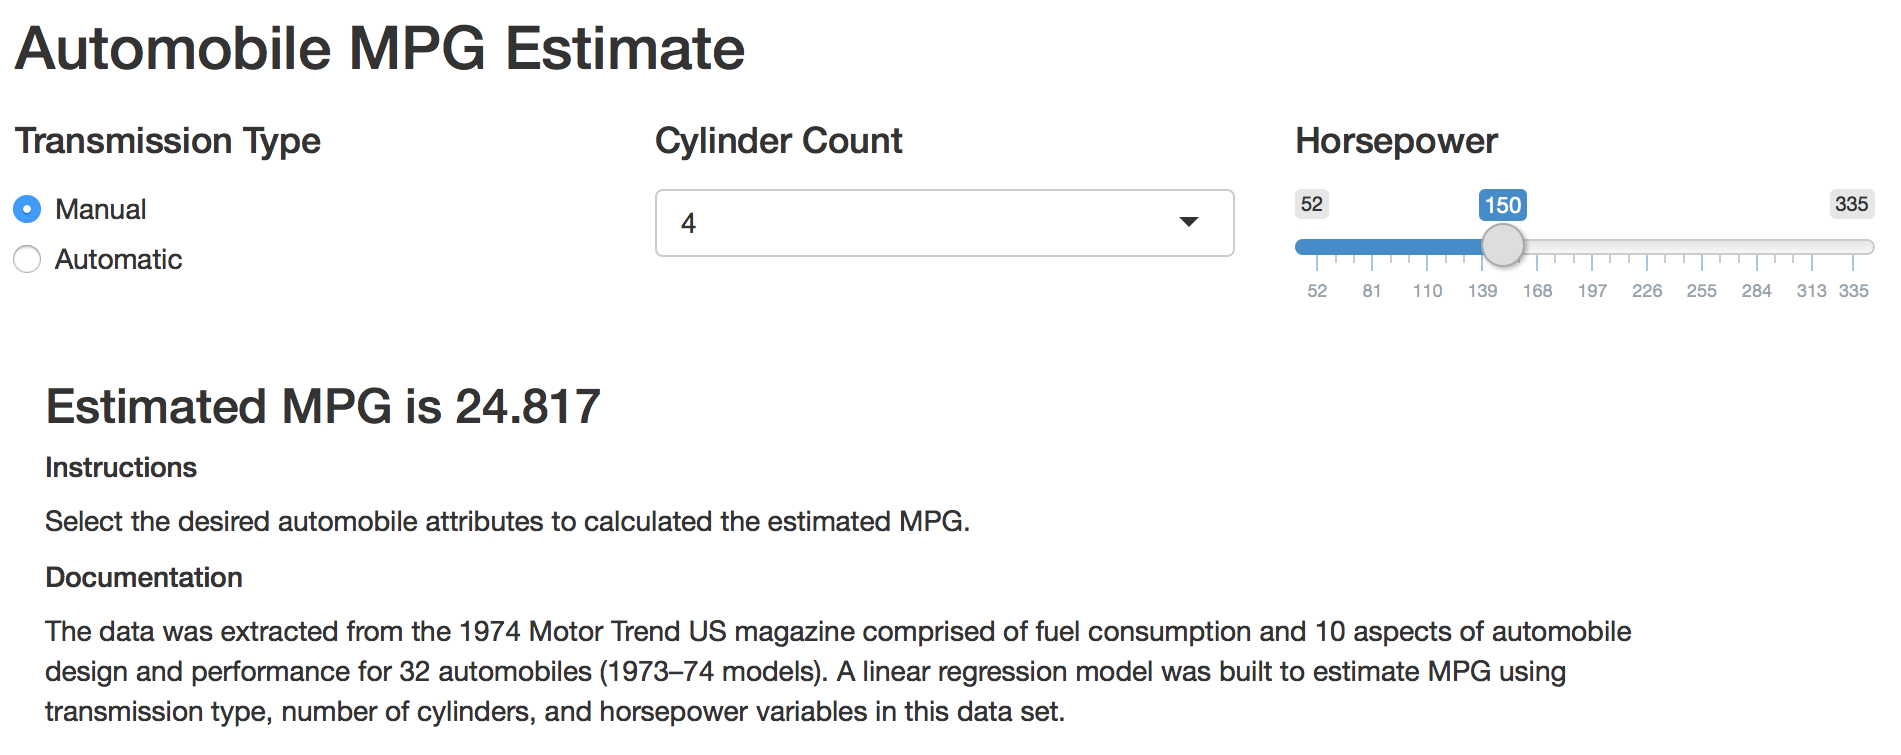 Automobile MPG Estimate
Transmission Type
Manual
Automatic
Cylinder Count
4
Horsepower
52 150 335
52 81 110 139 168 197 226 255 284 313 335
Estimated MPG is 24.817
Instructions
Select the desired automobile attributes to calculated the estimated MPG.
Documentation
The data was extracted from the 1974 Motor Trend US magazine comprised of fuel consumption and 10 aspects of automobile
design and performance for 32 automobiles (1973–74 models). A linear regression model was built to estimate MPG using
transmission type, number of cylinders, and horsepower variables in this data set.